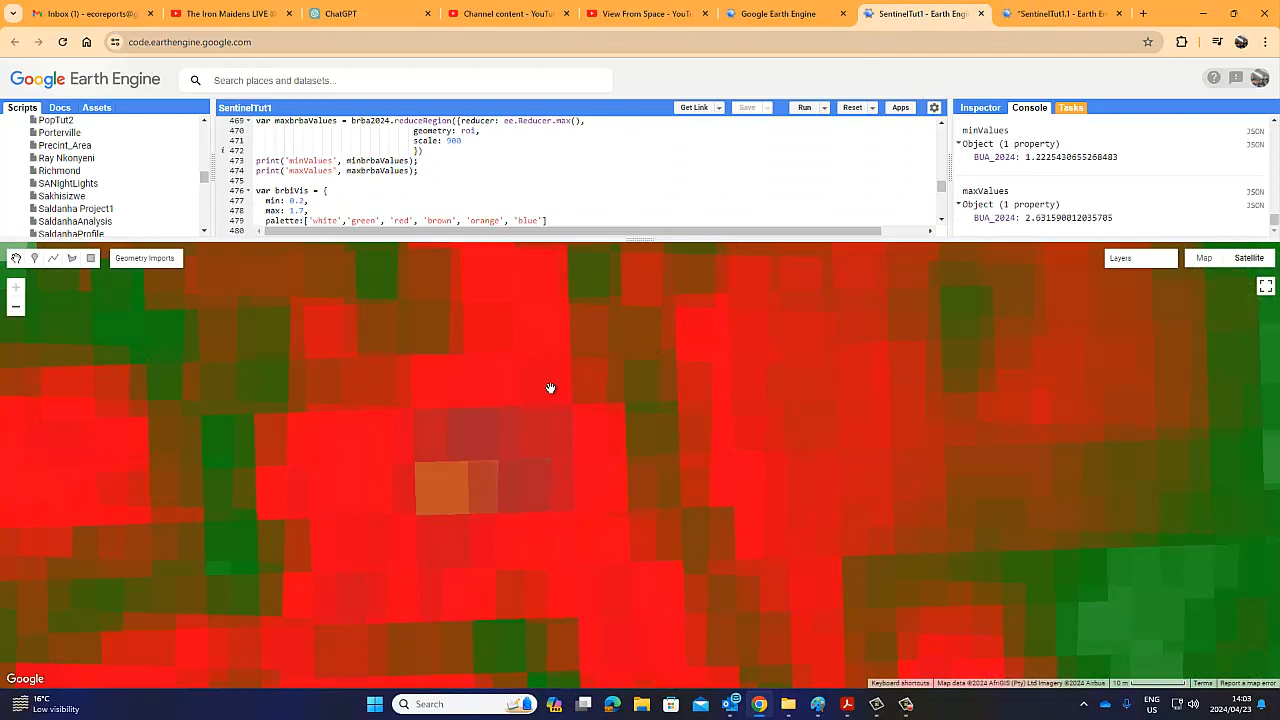 Inbox (916) - ecoreports@g
The Iron Maidens LIVE @
ChatGPT
Channel content - YouTu
View From Space - YouTu
Google Earth Engine
SentinelTut1 - Earth Engi
*SentinelTut1.1 - Earth En
code.earthengine.google.com
Google Earth Engine
Search places and datasets...
Scripts
Docs
Assets
PopTut2
Porterville
Precint_Area
Ray Nkonyeni
Richmond
SANightLights
Sakhisizwe
Saldanha Project1
SaldanhaAnalysis
SaldanhaProfile
SentinelTut1
Get Link
Save
Run
Reset
Apps
469 var maxbrbaValues = brba2024.reduceRegion({reducer: ee.Reducer.max(),
470 geometry: roi,
471 scale: 900
i 472 })
473 print('minValues', minbrbaValues);
474 print('maxValues', maxbrbaValues);
475
476 var brbiVis = {
477 min: 0.2,
478 max: 1.7,
479 palette:['white','green', 'red', 'brown', 'orange', 'blue']
480
Inspector
Console
Tasks
minValues
JSON
Object (1 property)
JSON
BUA_2024: 1.2225430655268483
maxValues
JSON
Object (1 property)
JSON
BUA_2024: 2.631590012035705
Geometry Imports
Layers
Map
Satellite
+
−
Google
Keyboard shortcuts
Map data ©2024 AfriGIS (Pty) Ltd Imagery ©2024 Airbus
10 m
Terms
Report a map error
16°C
Low visibility
Search
ENG
US
14:03
2024/04/23